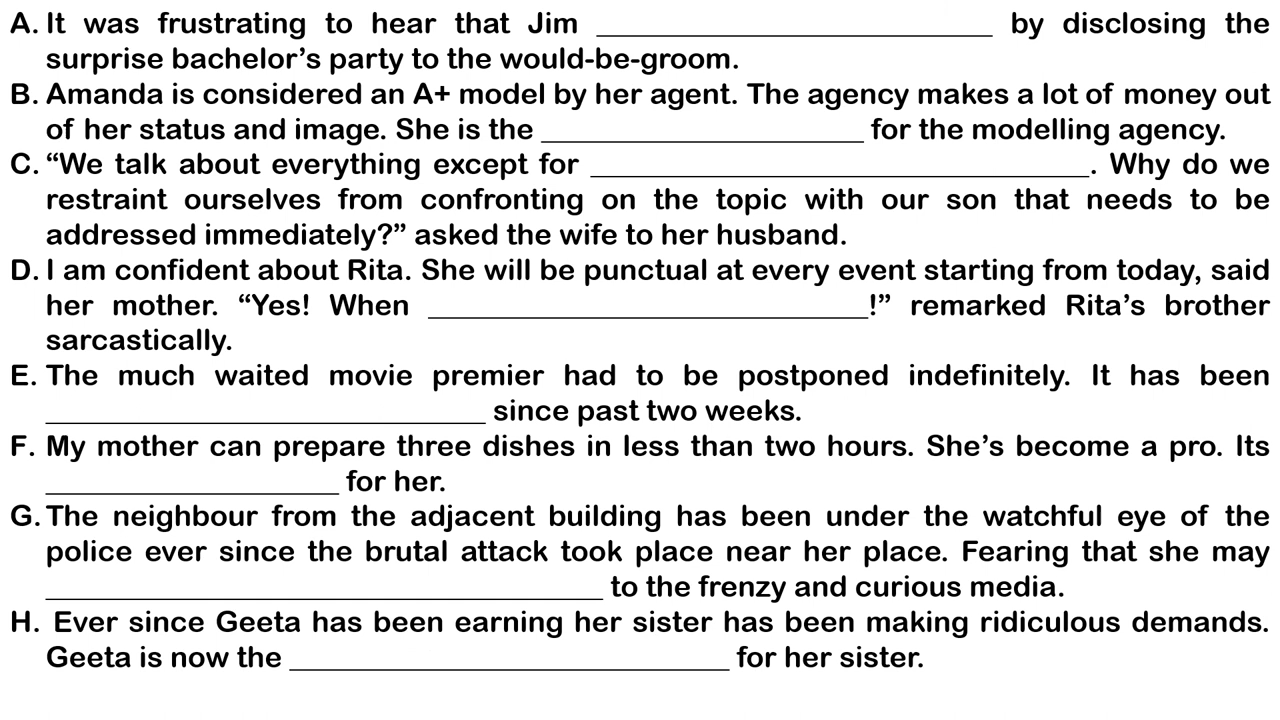 A. It was frustrating to hear that Jim ___________________________ by disclosing the
surprise bachelor's party to the would-be-groom.
B. Amanda is considered an A+ model by her agent. The agency makes a lot of money out
of her status and image. She is the ______________________ for the modelling agency.
C. “We talk about everything except for __________________________________. Why do we
restraint ourselves from confronting on the topic with our son that needs to be
addressed immediately?” asked the wife to her husband.
D. I am confident about Rita. She will be punctual at every event starting from today, said
her mother. “Yes! When ______________________________!” remarked Rita’s brother
sarcastically.
E. The much waited movie premier had to be postponed indefinitely. It has been
______________________________ since past two weeks.
F. My mother can prepare three dishes in less than two hours. She’s become a pro. Its
____________________ for her.
G. The neighbour from the adjacent building has been under the watchful eye of the
police ever since the brutal attack took place near her place. Fearing that she may
______________________________________ to the frenzy and curious media.
H. Ever since Geeta has been earning her sister has been making ridiculous demands.
Geeta is now the ______________________________ for her sister.